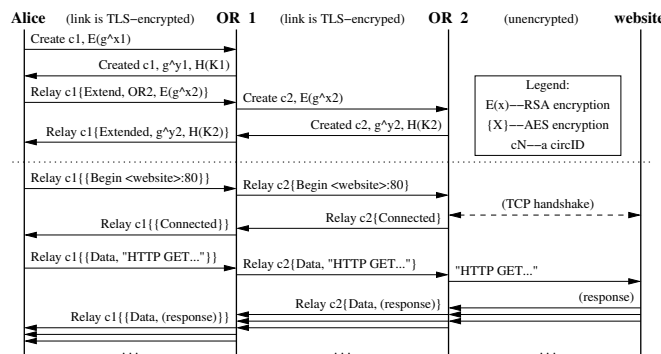 Alice (link is TLS−encrypted) OR 1 (link is TLS−encrypted) OR 2 (unencrypted) website
Create c1, E(g^x1)
Created c1, g^y1, H(K1)
Relay c1{Extend, OR2, E(g^x2)}
Create c2, E(g^x2)
Created c2, g^y2, H(K2)
Relay c1{Extended, g^y2, H(K2)}
Legend:
E(x)−−RSA encryption
{X}−−AES encryption
cN−−a circID
Relay c1{{Begin <website>:80}}
Relay c2{Begin <website>:80}
(TCP handshake)
Relay c2{Connected}
Relay c1{{Connected}}
Relay c1{{Data, "HTTP GET..."}}
Relay c2{Data, "HTTP GET..."}
"HTTP GET..."
(response)
Relay c2{Data, (response)}
Relay c1{{Data, (response)}}
. . . . . . . . .